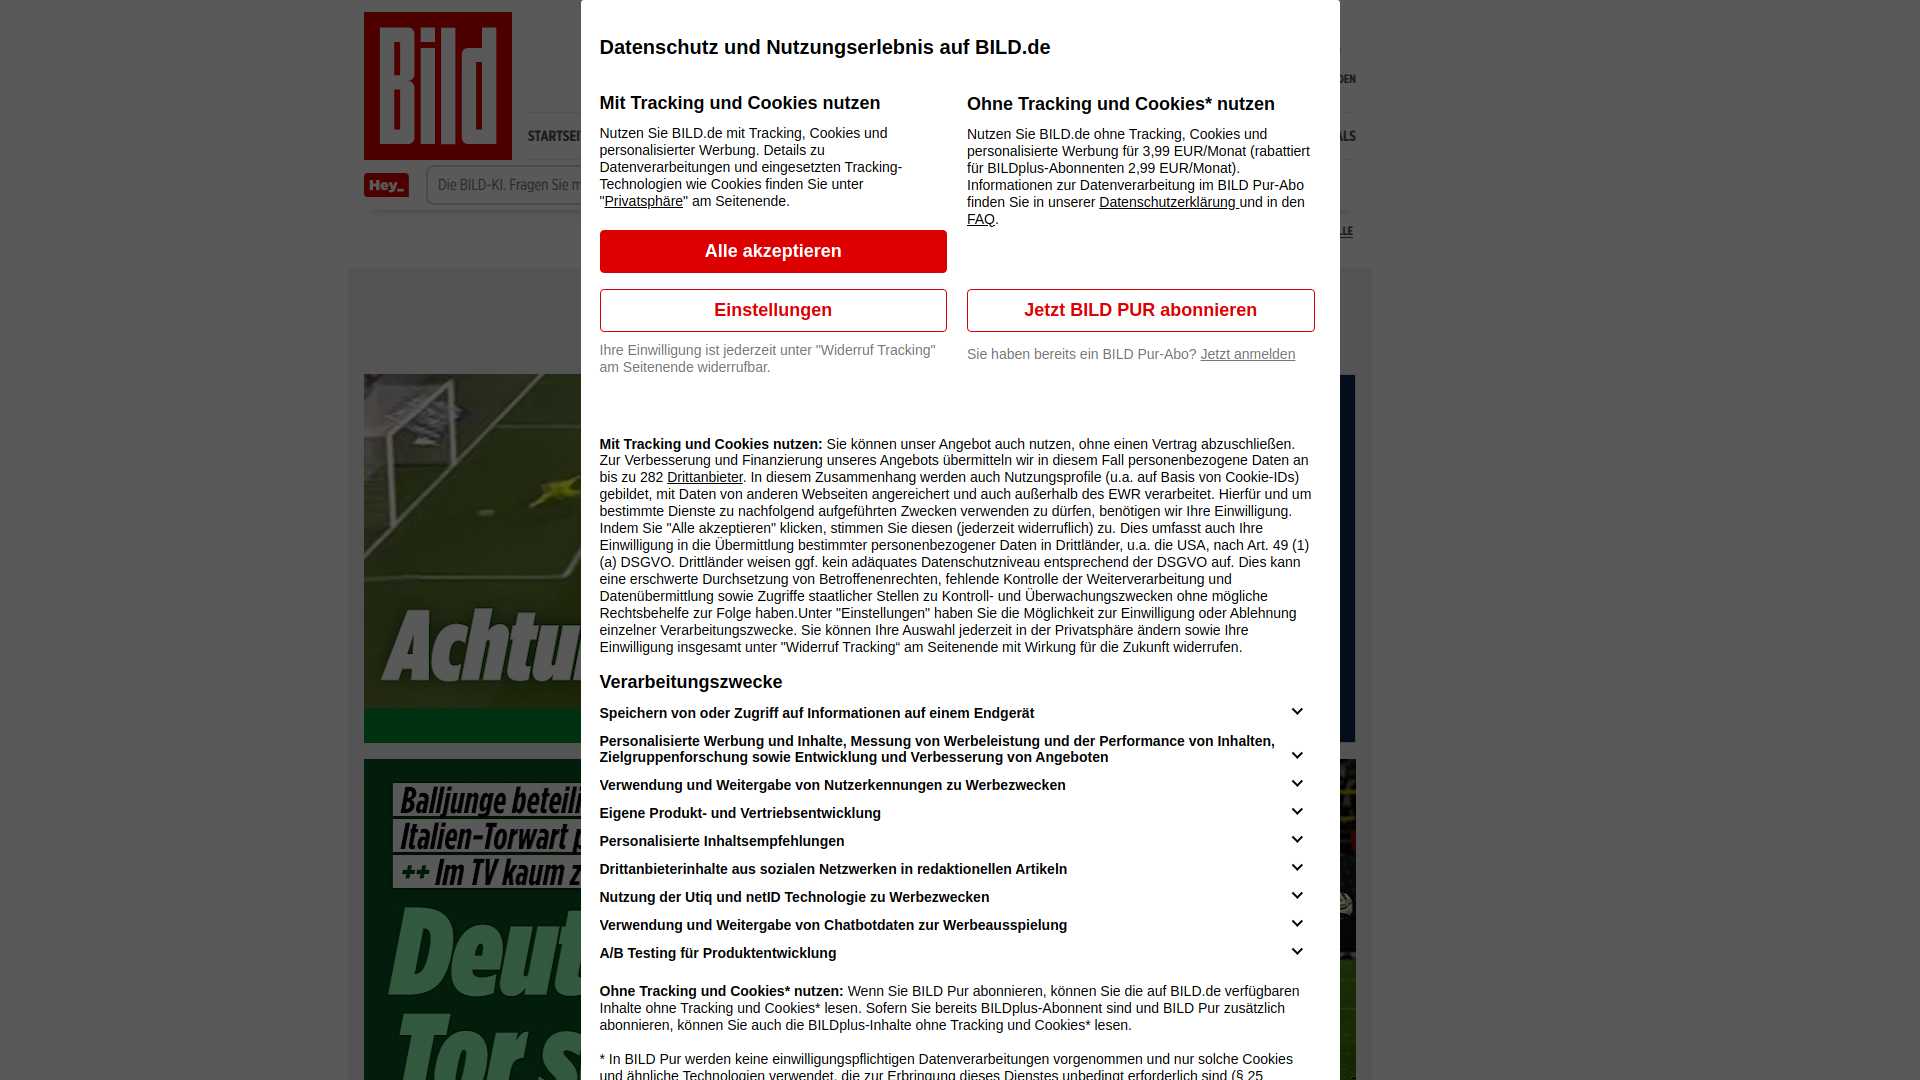 Bild
DEN
STARTSEI
ALS
Hey_
Die BILD-KI. Fragen Sie m
LLE
Datenschutz und Nutzungserlebnis auf BILD.de
Mit Tracking und Cookies nutzen
Nutzen Sie BILD.de mit Tracking, Cookies und
personalisierter Werbung. Details zu
Datenverarbeitungen und eingesetzten Tracking-
Technologien wie Cookies finden Sie unter
"Privatsphäre" am Seitenende.
Alle akzeptieren
Einstellungen
Ihre Einwilligung ist jederzeit unter "Widerruf Tracking"
am Seitenende widerrufbar.
Ohne Tracking und Cookies* nutzen
Nutzen Sie BILD.de ohne Tracking, Cookies und
personalisierte Werbung für 3,99 EUR/Monat (rabattiert
für BILDplus-Abonnenten 2,99 EUR/Monat).
Informationen zur Datenverarbeitung im BILD Pur-Abo
finden Sie in unserer Datenschutzerklärung und in den
FAQ.
Jetzt BILD PUR abonnieren
Sie haben bereits ein BILD Pur-Abo? Jetzt anmelden
Mit Tracking und Cookies nutzen: Sie können unser Angebot auch nutzen, ohne einen Vertrag abzuschließen.
Zur Verbesserung und Finanzierung unseres Angebots übermitteln wir in diesem Fall personenbezogene Daten an
bis zu 282 Drittanbieter. In diesem Zusammenhang werden auch Nutzungsprofile (u.a. auf Basis von Cookie-IDs)
gebildet, mit Daten von anderen Webseiten angereichert und auch außerhalb des EWR verarbeitet. Hierfür und um
bestimmte Dienste zu nachfolgend aufgeführten Zwecken verwenden zu dürfen, benötigen wir Ihre Einwilligung.
Indem Sie "Alle akzeptieren" klicken, stimmen Sie diesen (jederzeit widerruflich) zu. Dies umfasst auch Ihre
Einwilligung in die Übermittlung bestimmter personenbezogener Daten in Drittländer, u.a. die USA, nach Art. 49 (1)
(a) DSGVO. Drittländer weisen ggf. kein adäquates Datenschutzniveau entsprechend der DSGVO auf. Dies kann
eine erschwerte Durchsetzung von Betroffenenrechten, fehlende Kontrolle der Weiterverarbeitung und
Datenübermittlung sowie Zugriffe staatlicher Stellen zu Kontroll- und Überwachungszwecken ohne mögliche
Rechtsbehelfe zur Folge haben.Unter "Einstellungen" haben Sie die Möglichkeit zur Einwilligung oder Ablehnung
einzelner Verarbeitungszwecke. Sie können Ihre Auswahl jederzeit in der Privatsphäre ändern sowie Ihre
Einwilligung insgesamt unter "Widerruf Tracking“ am Seitenende mit Wirkung für die Zukunft widerrufen.
Verarbeitungszwecke
Speichern von oder Zugriff auf Informationen auf einem Endgerät
Personalisierte Werbung und Inhalte, Messung von Werbeleistung und der Performance von Inhalten,
Zielgruppenforschung sowie Entwicklung und Verbesserung von Angeboten
Verwendung und Weitergabe von Nutzerkennungen zu Werbezwecken
Eigene Produkt- und Vertriebsentwicklung
Personalisierte Inhaltsempfehlungen
Drittanbieterinhalte aus sozialen Netzwerken in redaktionellen Artikeln
Nutzung der Utiq und netID Technologie zu Werbezwecken
Verwendung und Weitergabe von Chatbotdaten zur Werbeausspielung
A/B Testing für Produktentwicklung
Ohne Tracking und Cookies* nutzen: Wenn Sie BILD Pur abonnieren, können Sie die auf BILD.de verfügbaren
Inhalte ohne Tracking und Cookies* lesen. Sofern Sie bereits BILDplus-Abonnent sind und BILD Pur zusätzlich
abonnieren, können Sie auch die BILDplus-Inhalte ohne Tracking und Cookies* lesen.
* In BILD Pur werden keine einwilligungspflichtigen Datenverarbeitungen vorgenommen und nur solche Cookies
und ähnliche Technologien verwendet, die zur Erbringung dieses Dienstes unbedingt erforderlich sind (§ 25
Achtu
Balljunge beteili
Italien-Torwart p
++ Im TV kaum z
Deut
Tor s